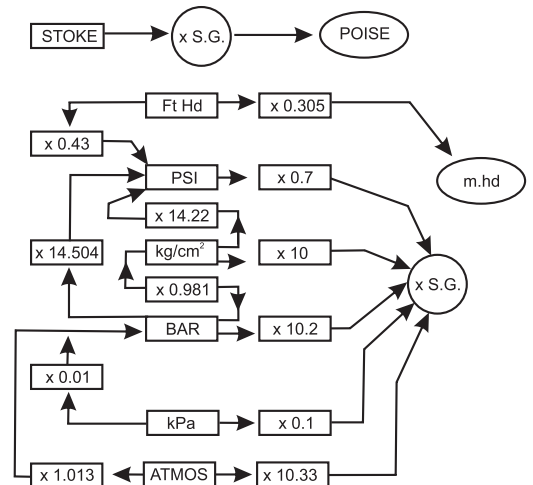 STOKE
x S.G.
POISE
Ft Hd
x 0.305
x 0.43
PSI
x 0.7
m.hd
x 14.22
x 14.504
kg/cm²
x 10
x S.G.
x 0.981
BAR
x 10.2
x 0.01
kPa
x 0.1
x 1.013
ATMOS
x 10.33